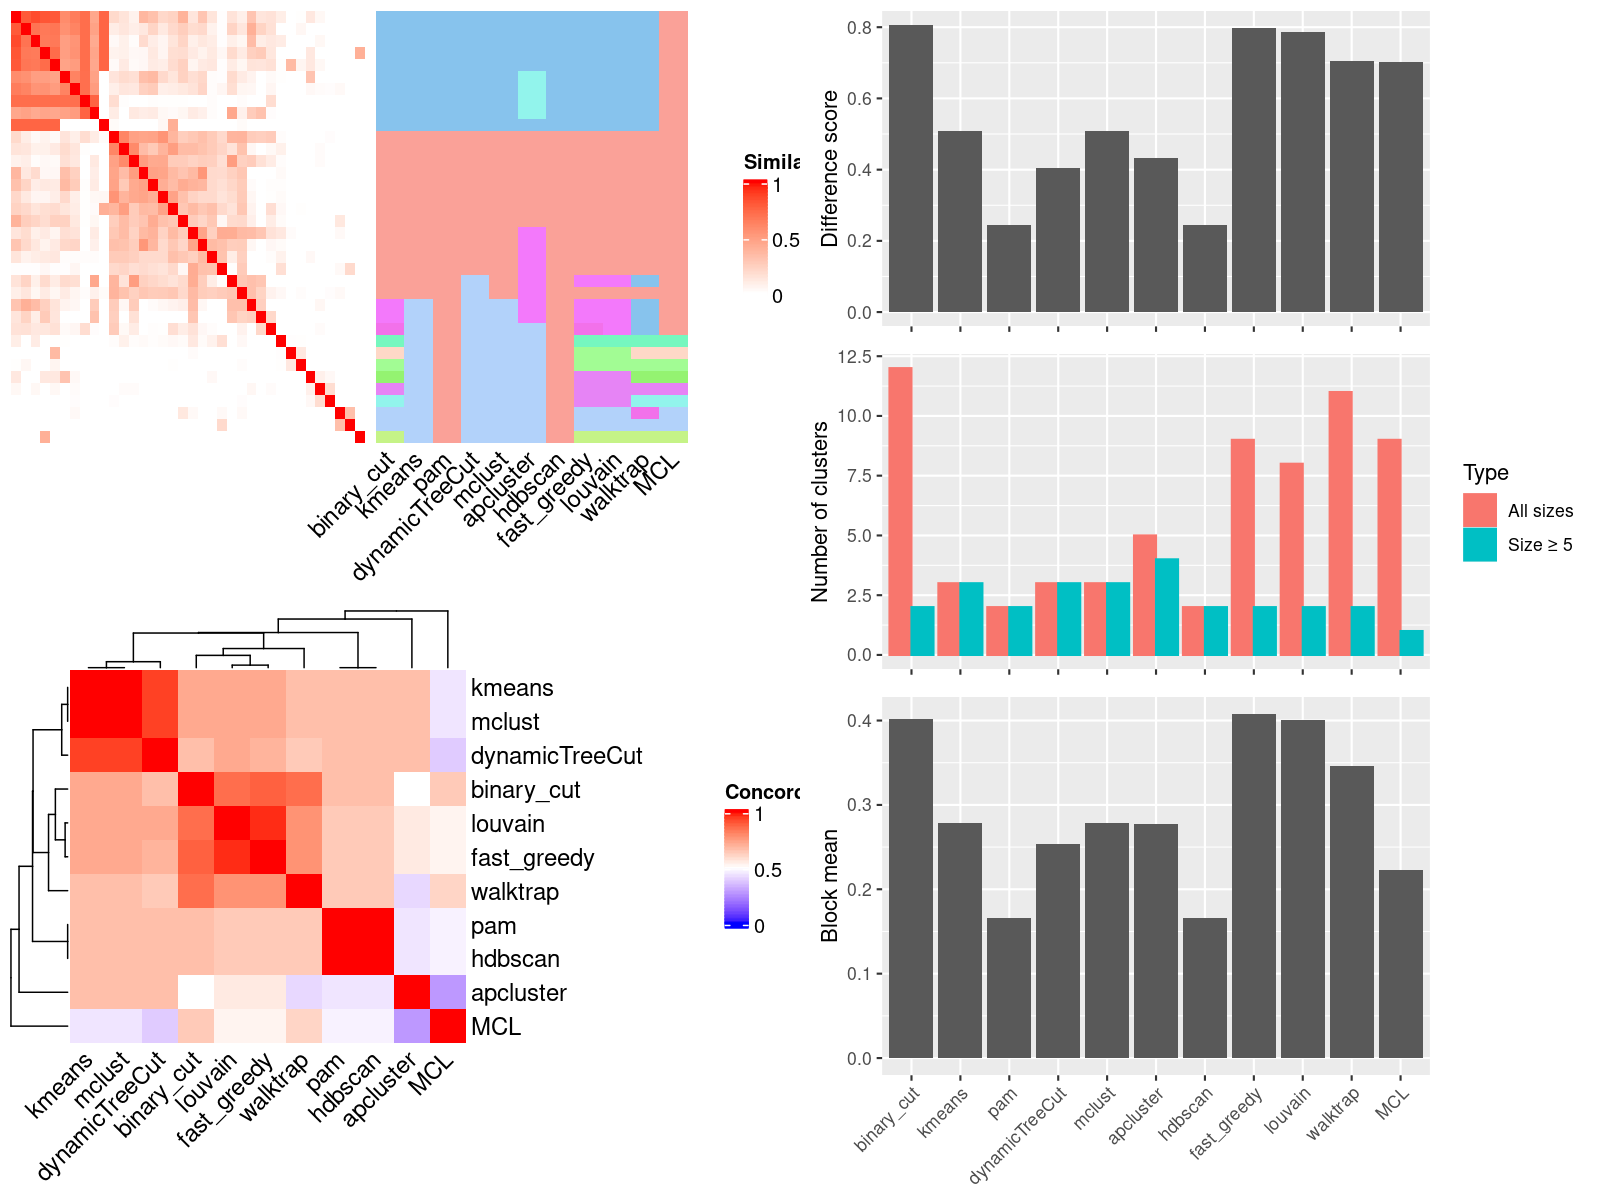 Simila
1
0.5
0
binary_cut
kmeans
pam
dynamicTreeCut
mclust
apcluster
hdbscan
fast_greedy
louvain
walktrap
MCL
kmeans
mclust
dynamicTreeCut
binary_cut
louvain
fast_greedy
walktrap
pam
hdbscan
apcluster
MCL
Concord
1
0.5
0
kmeans
mclust
dynamicTreeCut
binary_cut
louvain
fast_greedy
walktrap
pam
hdbscan
apcluster
MCL
Difference score
0.8
0.6
0.4
0.2
0.0
Number of clusters
12.5
10.0
7.5
5.0
2.5
0.0
Type
All sizes
Size ≥ 5
Block mean
0.4
0.3
0.2
0.1
0.0
binary_cut
kmeans
pam
dynamicTreeCut
mclust
apcluster
hdbscan
fast_greedy
louvain
walktrap
MCL